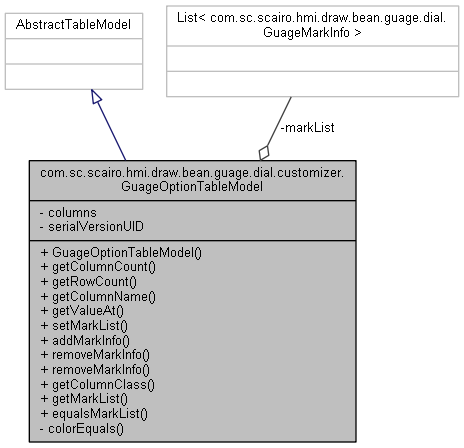 AbstractTableModel
List< com.sc.scairo.hmi.draw.bean.guage.dial.
GuageMarkInfo >
-markList
com.sc.scairo.hmi.draw.bean.guage.dial.customizer.
GuageOptionTableModel
- columns
- serialVersionUID
+ GuageOptionTableModel()
+ getColumnCount()
+ getRowCount()
+ getColumnName()
+ getValueAt()
+ setMarkList()
+ addMarkInfo()
+ removeMarkInfo()
+ removeMarkInfo()
+ getColumnClass()
+ getMarkList()
+ equalsMarkList()
- colorEquals()